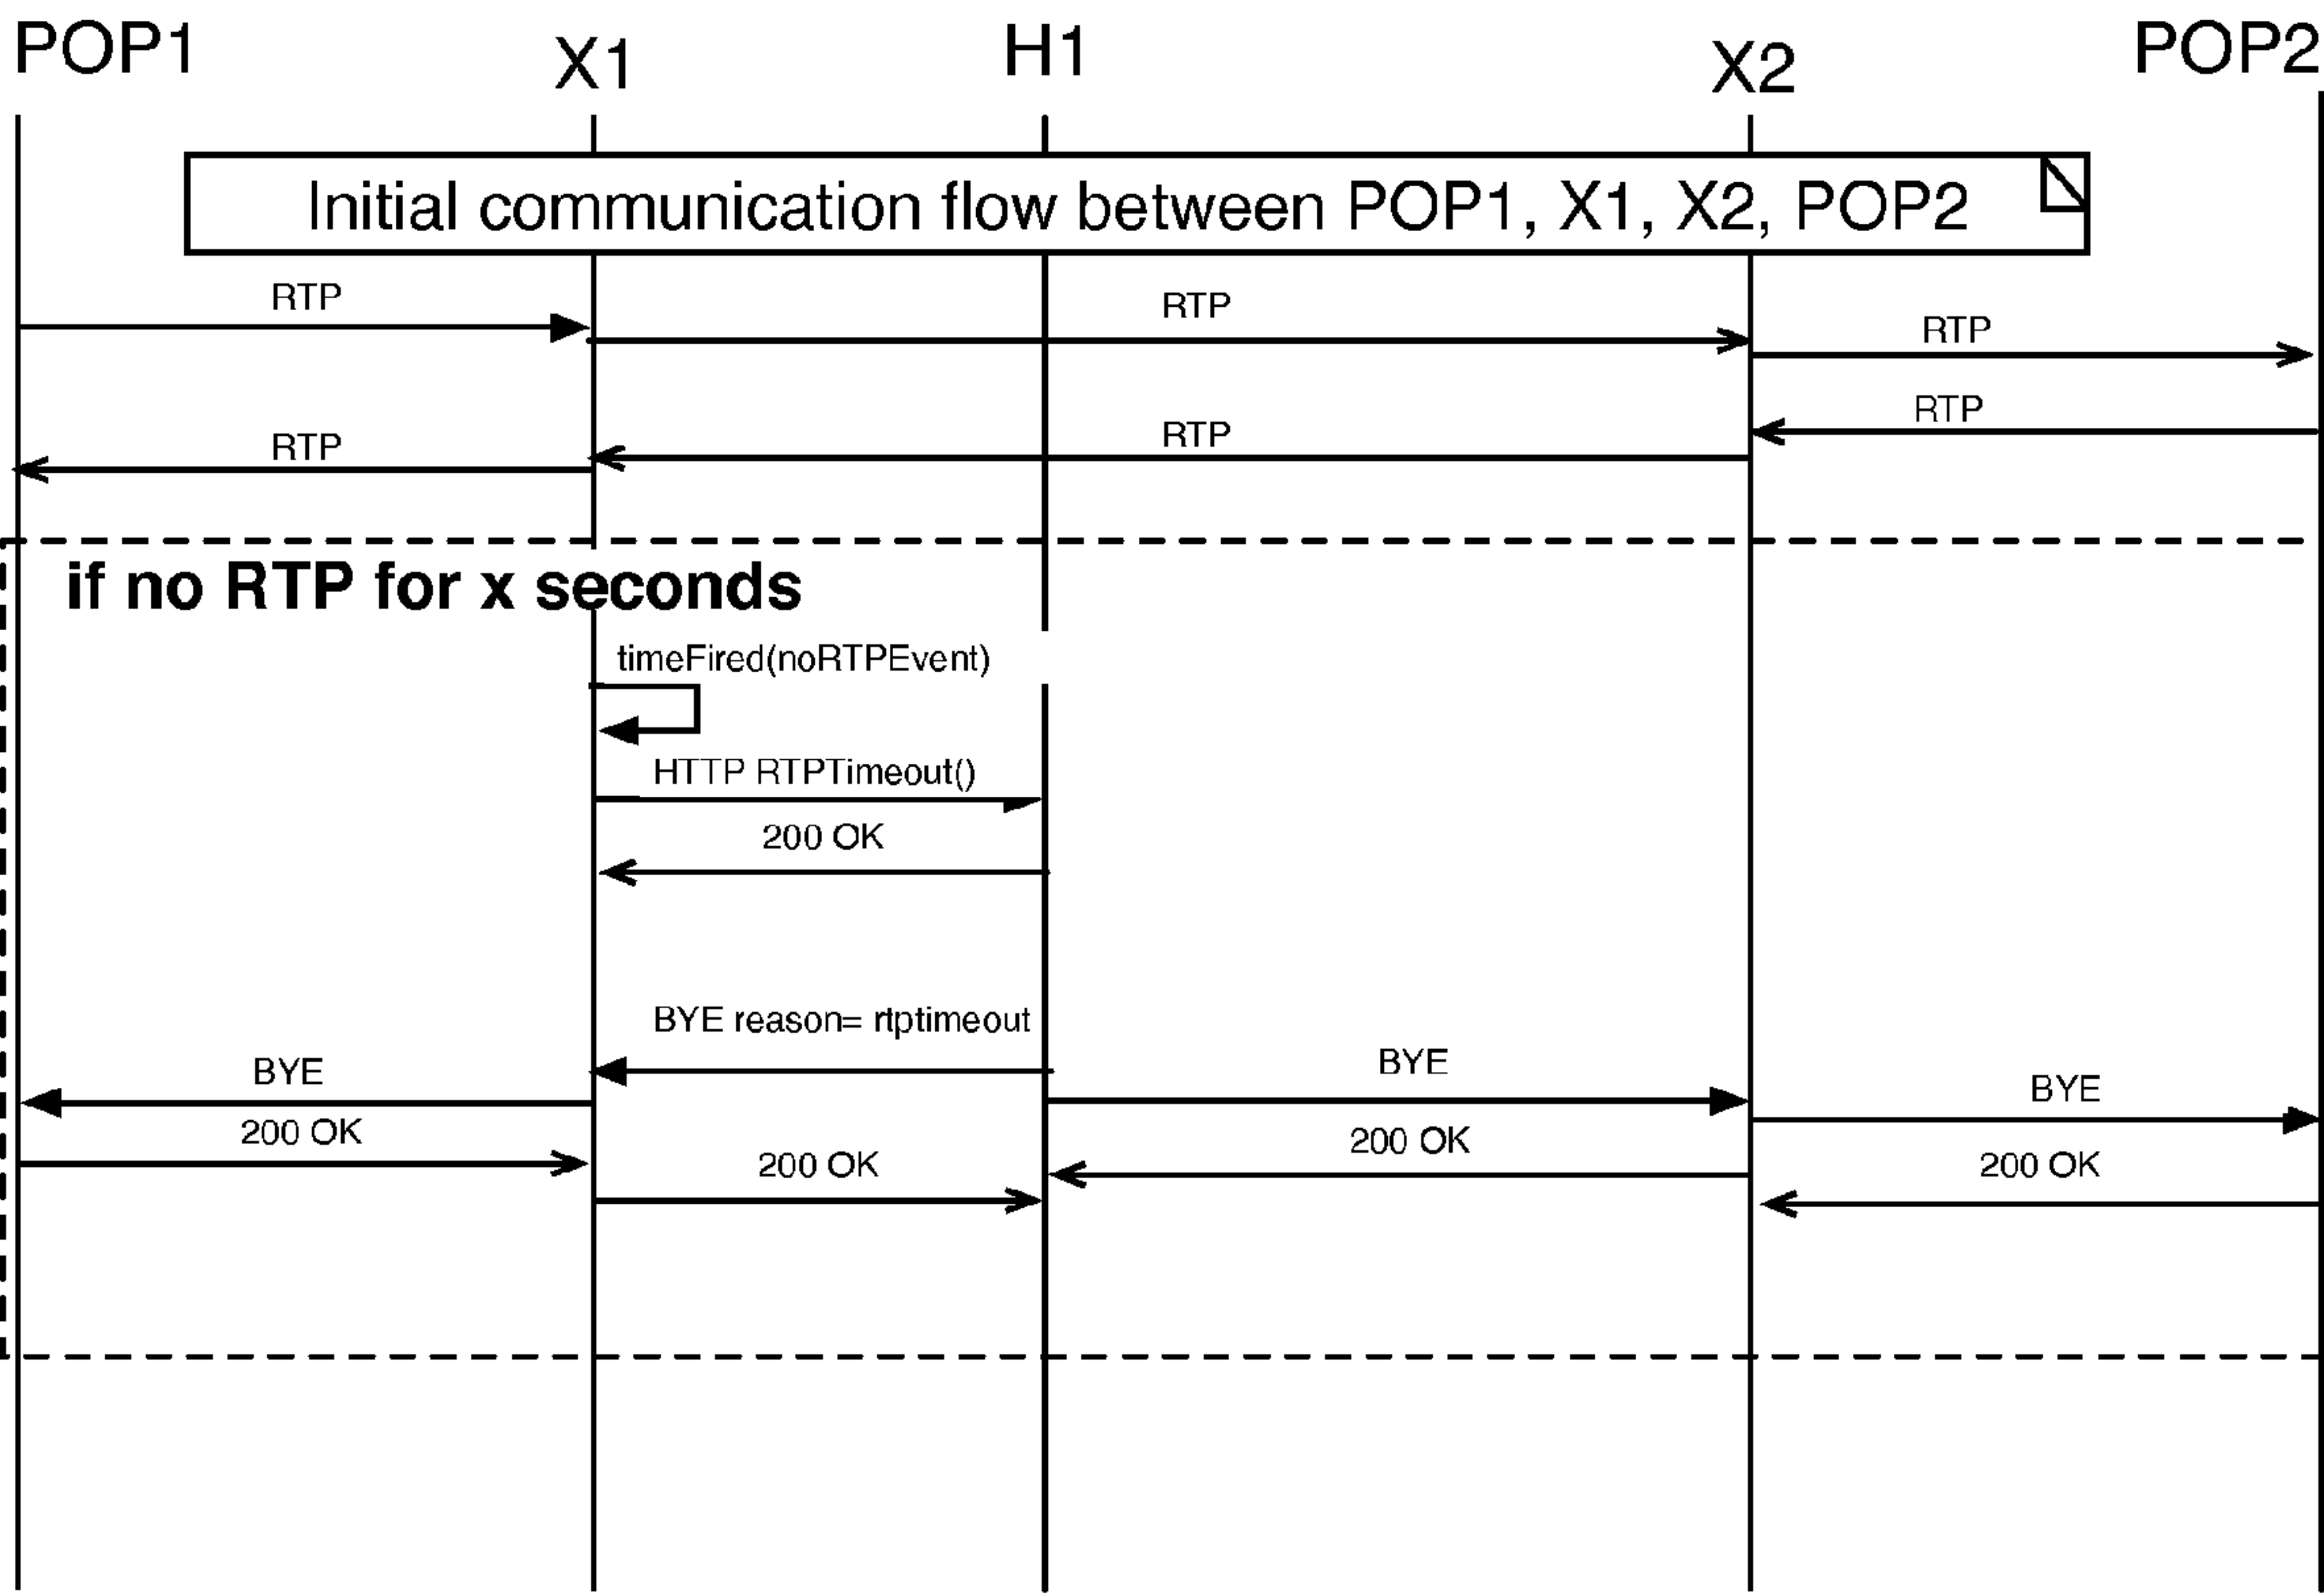 POP1
X1
H1
X2
POP2
Initial communication flow between POP1, X1, X2, POP2
RTP
RTP
RTP
RTP
RTP
RTP
if no RTP for x seconds
timeFired(noRTPEvent)
HTTP RTPTimeout()
200 OK
BYE reason= rtptimeout
BYE
BYE
BYE
200 OK
200 OK
200 OK
200 OK